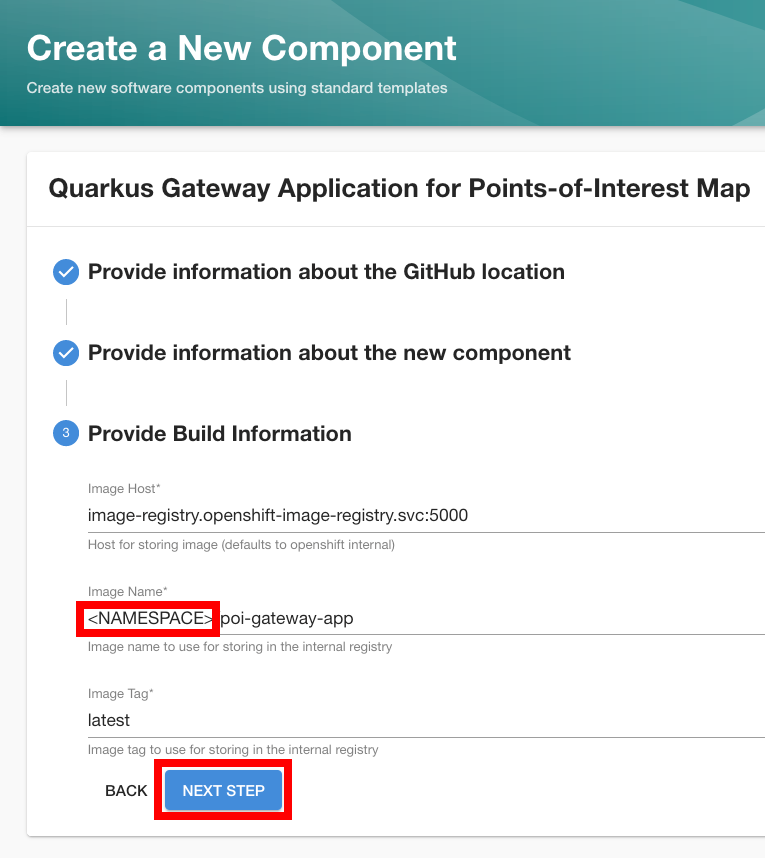 Create a New Component
Create new software components using standard templates
Quarkus Gateway Application for Points-of-Interest Map
Provide information about the GitHub location
Provide information about the new component
3 Provide Build Information
Image Host*
image-registry.openshift-image-registry.svc:5000
Host for storing image (defaults to openshift internal)
Image Name*
<NAMESPACE> poi-gateway-app
Image name to use for storing in the internal registry
Image Tag*
latest
Image tag to use for storing in the internal registry
BACK NEXT STEP